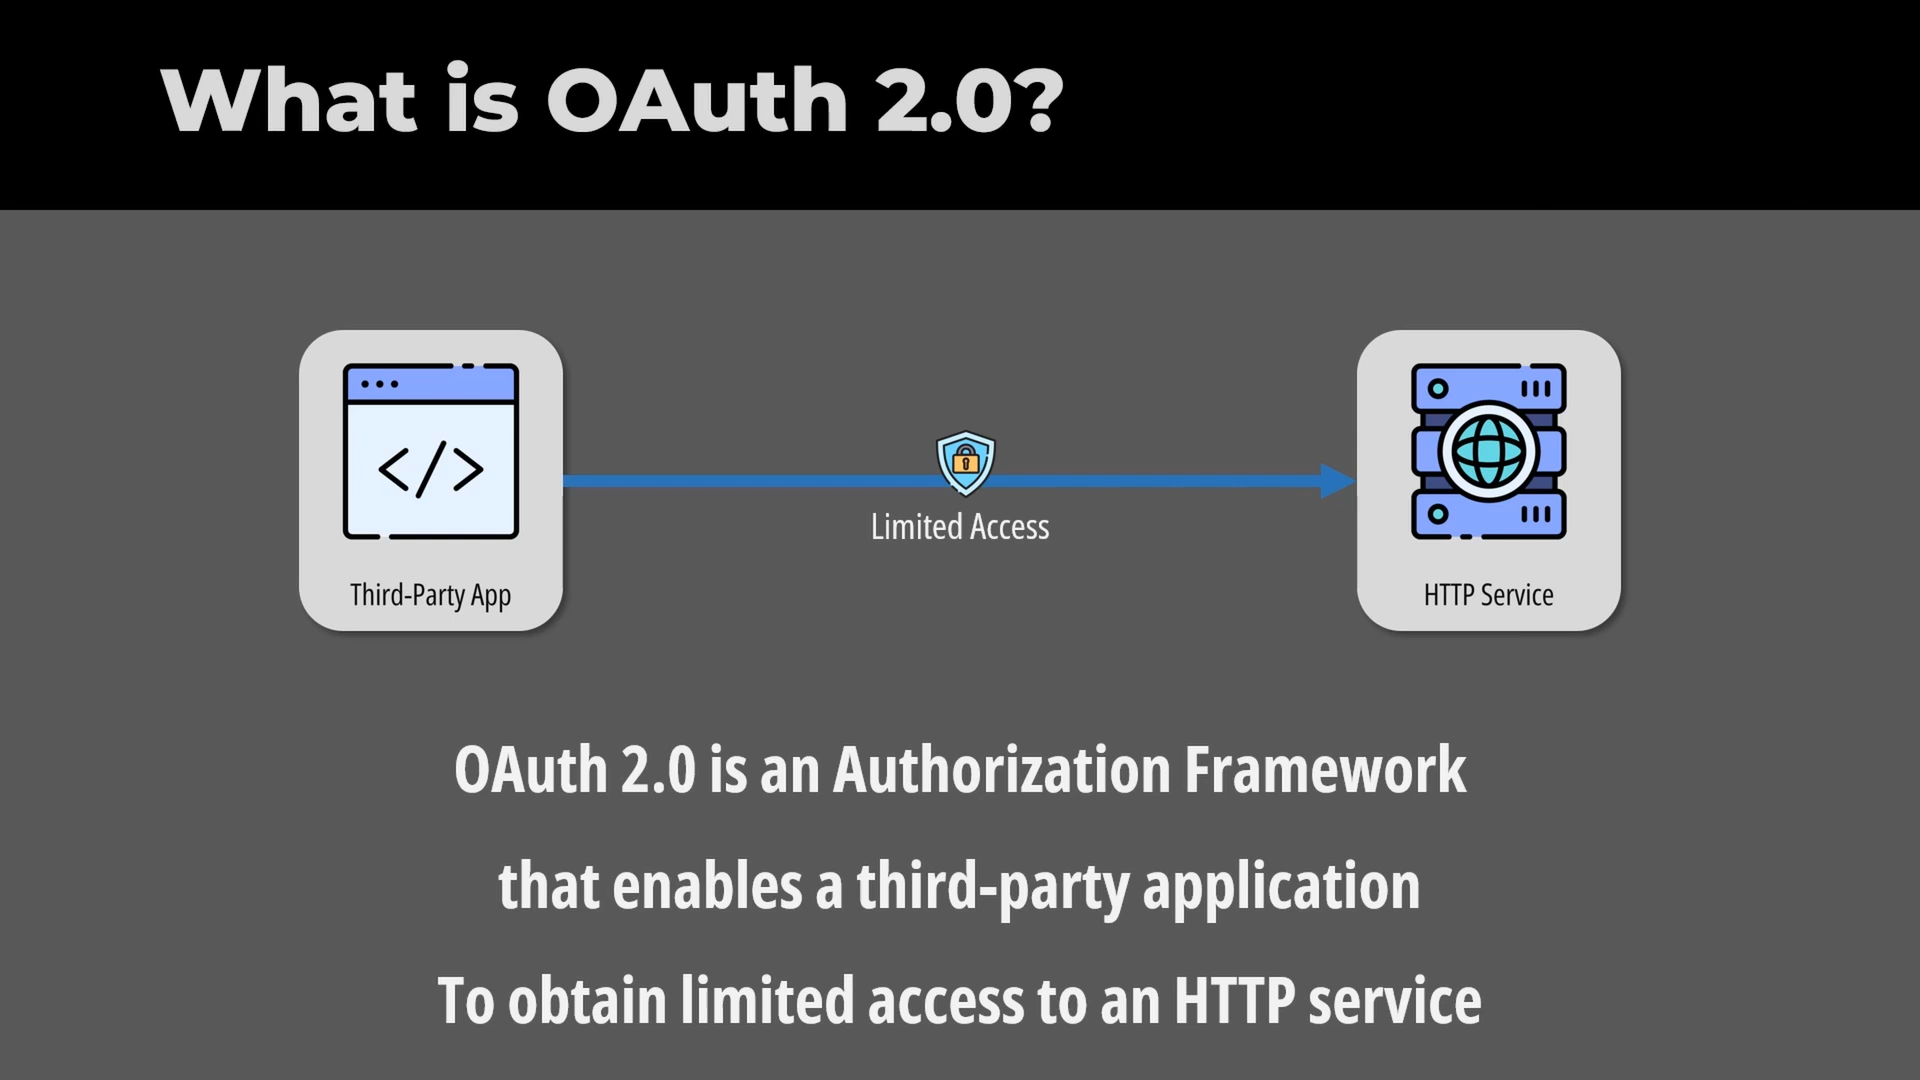 What is OAuth 2.0?
Limited Access
Third-Party App
HTTP Service
OAuth 2.0 is an Authorization Framework
that enables a third-party application
To obtain limited access to an HTTP service